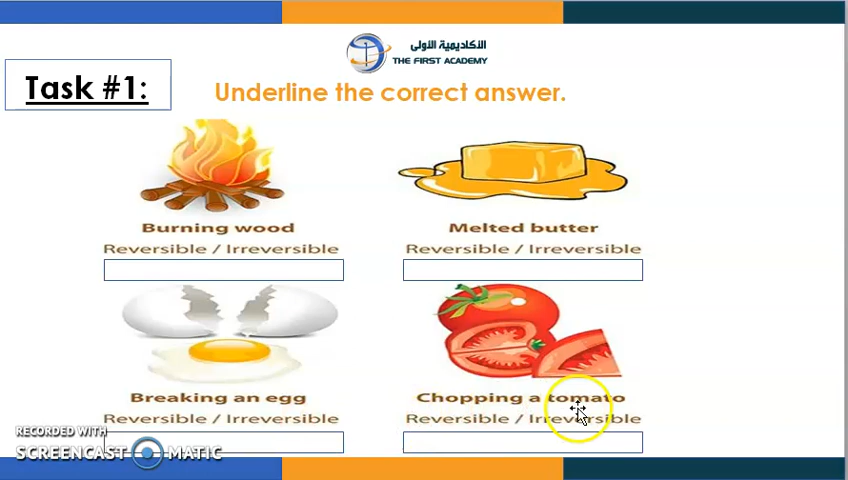 الأكاديمية الأولى
THE FIRST ACADEMY
Task #1:
Underline the correct answer.
Burning wood
Reversible / Irreversible
Melted butter
Reversible / Irreversible
Breaking an egg
Reversible / Irreversible
Chopping a tomato
Reversible / Irreversible
RECORDED WITH
SCREENCAST MATIC